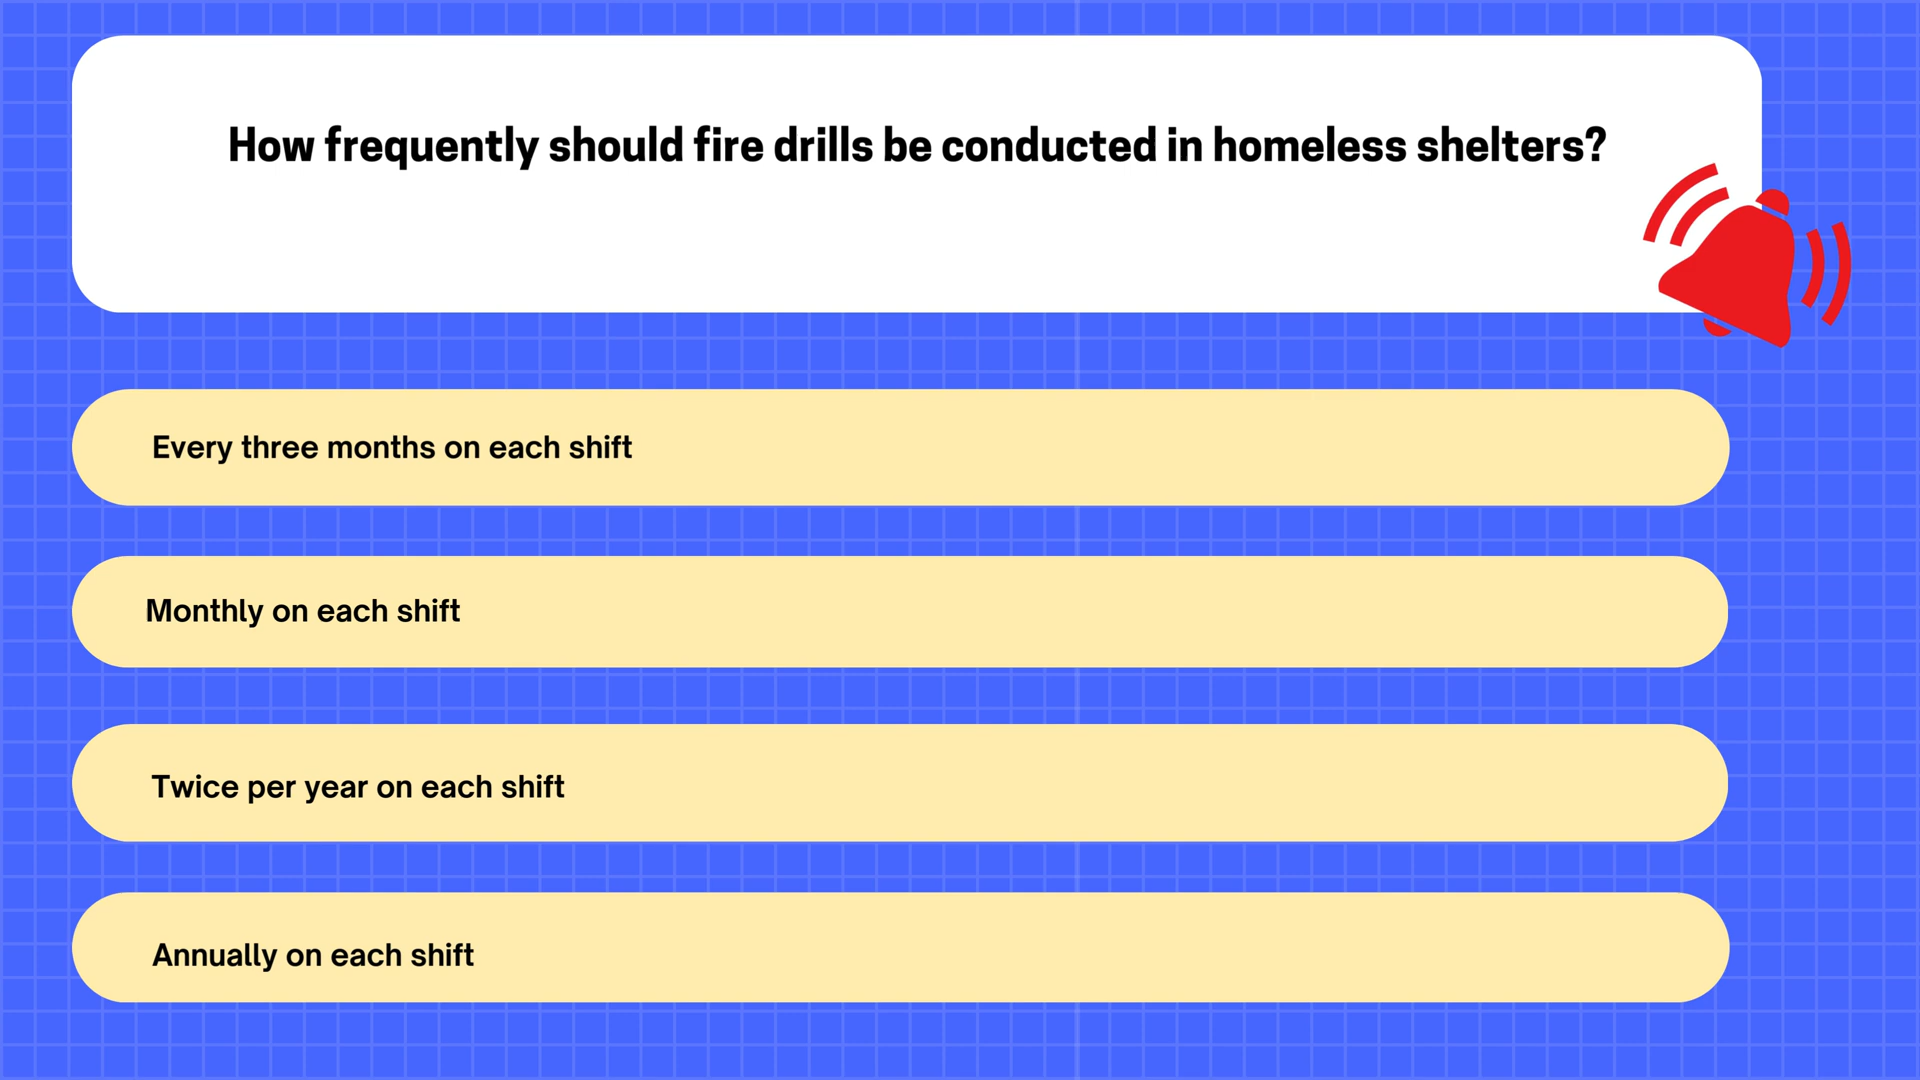 How frequently should fire drills be conducted in homeless shelters?
Every three months on each shift
Monthly on each shift
Twice per year on each shift
Annually on each shift